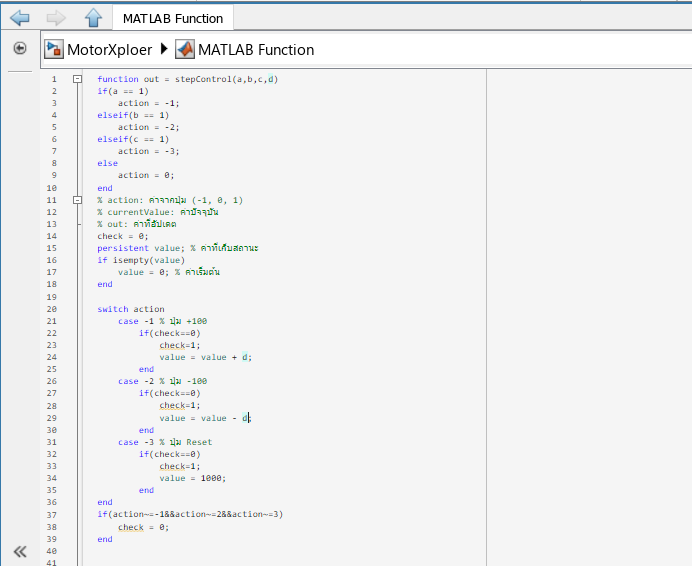 MATLAB Function
MotorXploer ▶ MATLAB Function
1 function out = stepControl(a,b,c,d)
2 if(a == 1)
3 action = -1;
4 elseif(b == 1)
5 action = -2;
6 elseif(c == 1)
7 action = -3;
8 else
9 action = 0;
10 end
11 % action: ค่าจากปุ่ม (-1, 0, 1)
12 % currentValue: ค่าปัจจุบัน
13 % out: ค่าที่อัปเดต
14 check = 0;
15 persistent value; % ค่าที่เก็บสถานะ
16 if isempty(value)
17 value = 0; % ค่าเริ่มต้น
18 end
19
20 switch action
21 case -1 % ปุ่ม +100
22 if(check==0)
23 check=1;
24 value = value + d;
25 end
26 case -2 % ปุ่ม -100
27 if(check==0)
28 check=1;
29 value = value - d;
30 end
31 case -3 % ปุ่ม Reset
32 if(check==0)
33 check=1;
34 value = 1000;
35 end
36 end
37 if(action~=-1&&action~=2&&action~=3)
38 check = 0;
39 end
40
41